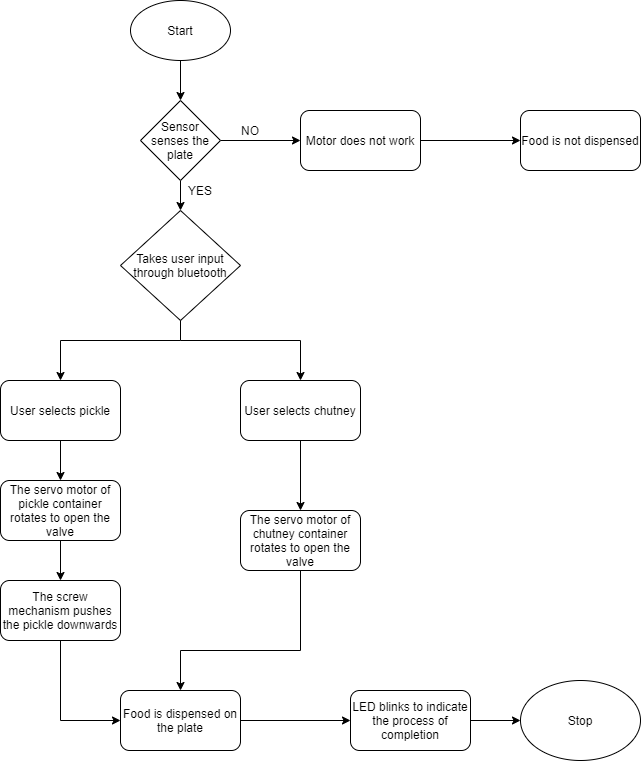 Start
Sensor
senses the
plate
NO
Motor does not work
Food is not dispensed
YES
Takes user input
through bluetooth
User selects pickle
User selects chutney
The servo motor of
pickle container
rotates to open the
valve
The servo motor of
chutney container
rotates to open the
valve
The screw
mechanism pushes
the pickle downwards
Food is dispensed on
the plate
LED blinks to indicate
the process of
completion
Stop